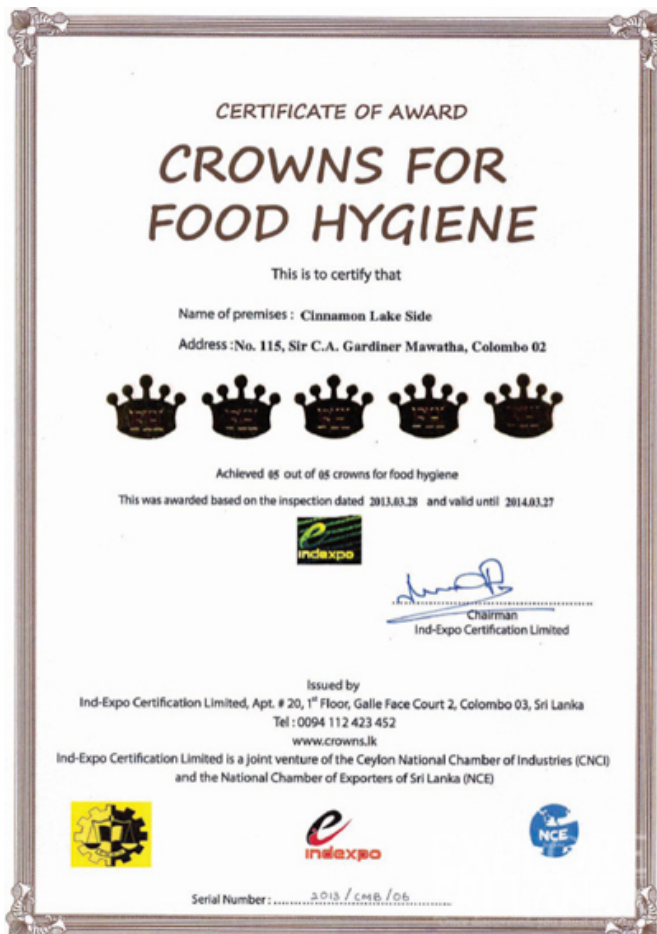 CERTIFICATE OF AWARD
CROWNS FOR
FOOD HYGIENE
This is to certify that
Name of premises : Cinnamon Lake Side
Address : No. 115, Sir C.A. Gardiner Mawatha, Colombo 02
Achieved 05 out of 05 crowns for food hygiene
This was awarded based on the inspection dated 2013.03.28 and valid until 2014.03.27
indexpo
Chairman
Ind-Expo Certification Limited
Issued by
Ind-Expo Certification Limited, Apt. # 20, 1st Floor, Galle Face Court 2, Colombo 03, Sri Lanka
Tel : 0094 112 423 452
www.crowns.lk
Ind-Expo Certification Limited is a joint venture of the Ceylon National Chamber of Industries (CNCI)
and the National Chamber of Exporters of Sri Lanka (NCE)
indexpo
NCE
Serial Number : 2013 / CMB / 06